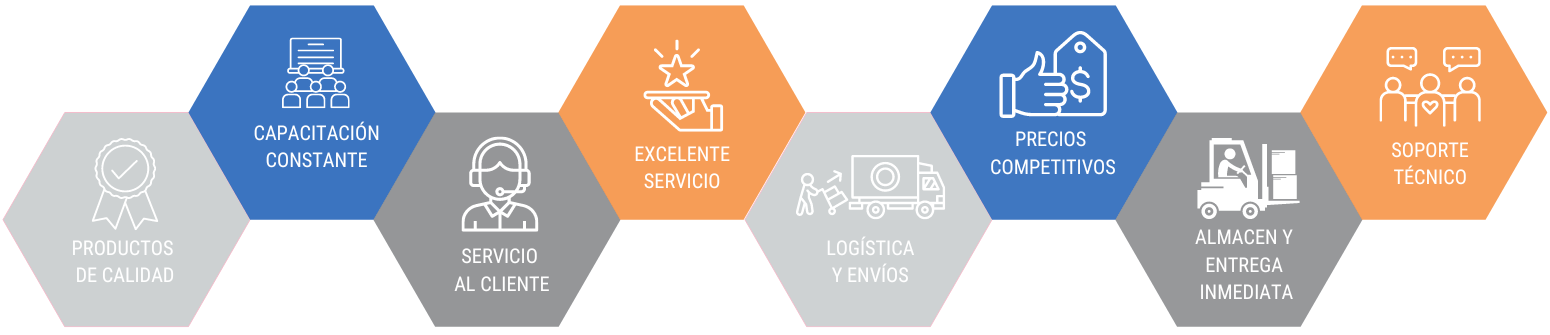 PRODUCTOS
DE CALIDAD
CAPACITACIÓN
CONSTANTE
SERVICIO
AL CLIENTE
EXCELENTE
SERVICIO
LOGÍSTICA
Y ENVÍOS
$
PRECIOS
COMPETITIVOS
ALMACEN Y
ENTREGA
INMEDIATA
SOPORTE
TÉCNICO